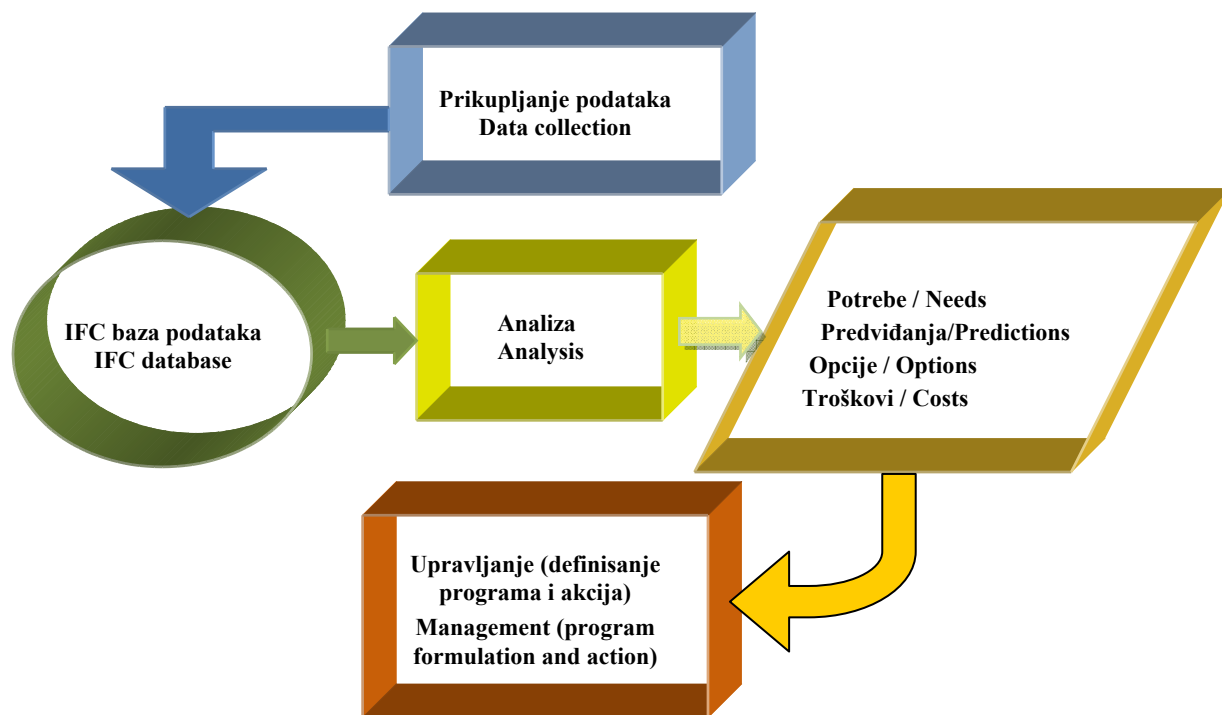 Prikupljanje podataka
Data collection
IFC baza podataka
IFC database
Analiza
Analysis
Potrebe / Needs
Predviđanja/Predictions
Opcije / Options
Troškovi / Costs
Upravljanje (definisanje
programa i akcija)
Management (program
formulation and action)